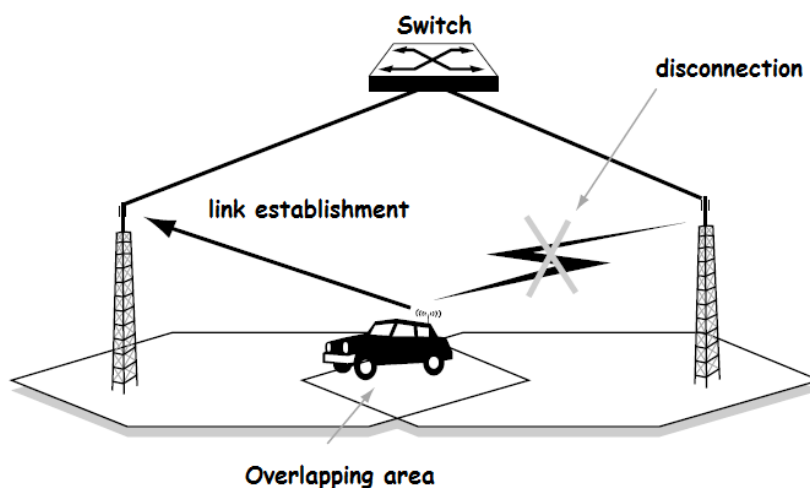 Switch
disconnection
link establishment
Overlapping area